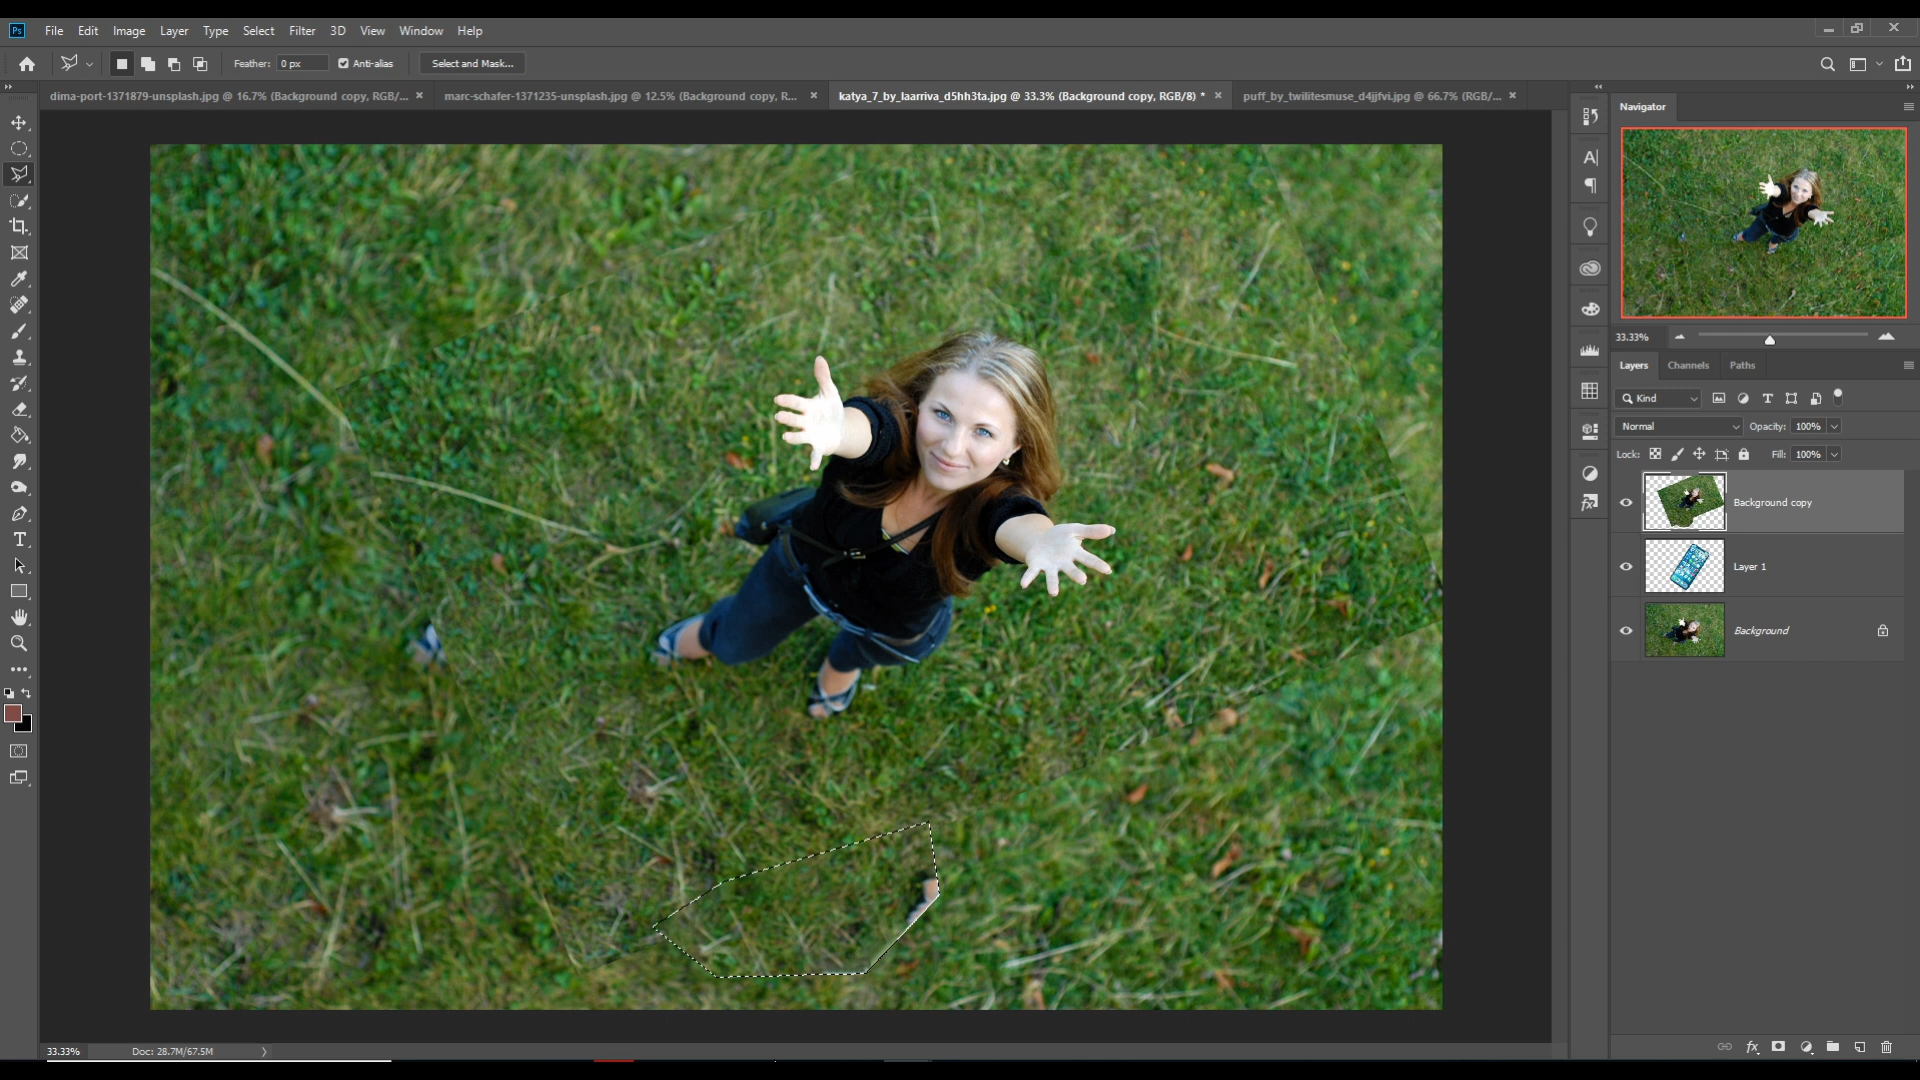 Ps File Edit Image Layer Type Select Filter 3D View Window Help
Feather: 0 px Anti-alias Select and Mask...
dima-port-1371879-unsplash.jpg @ 16.7% (Background copy, RGB/... × marc-schafer-1371235-unsplash.jpg @ 12.5% (Background copy, R... × katya_7_by_laarriva_d5hh3ta.jpg @ 33.3% (Background copy, RGB/8) * × puff_by_twilitesmuse_d4jjfvi.jpg @ 66.7% (RGB/... ×
Navigator
33.33%
Layers Channels Paths
Kind
Normal Opacity: 100%
Lock: Fill: 100%
Background copy
Layer 1
Background
33.33% Doc: 28.7M/67.5M